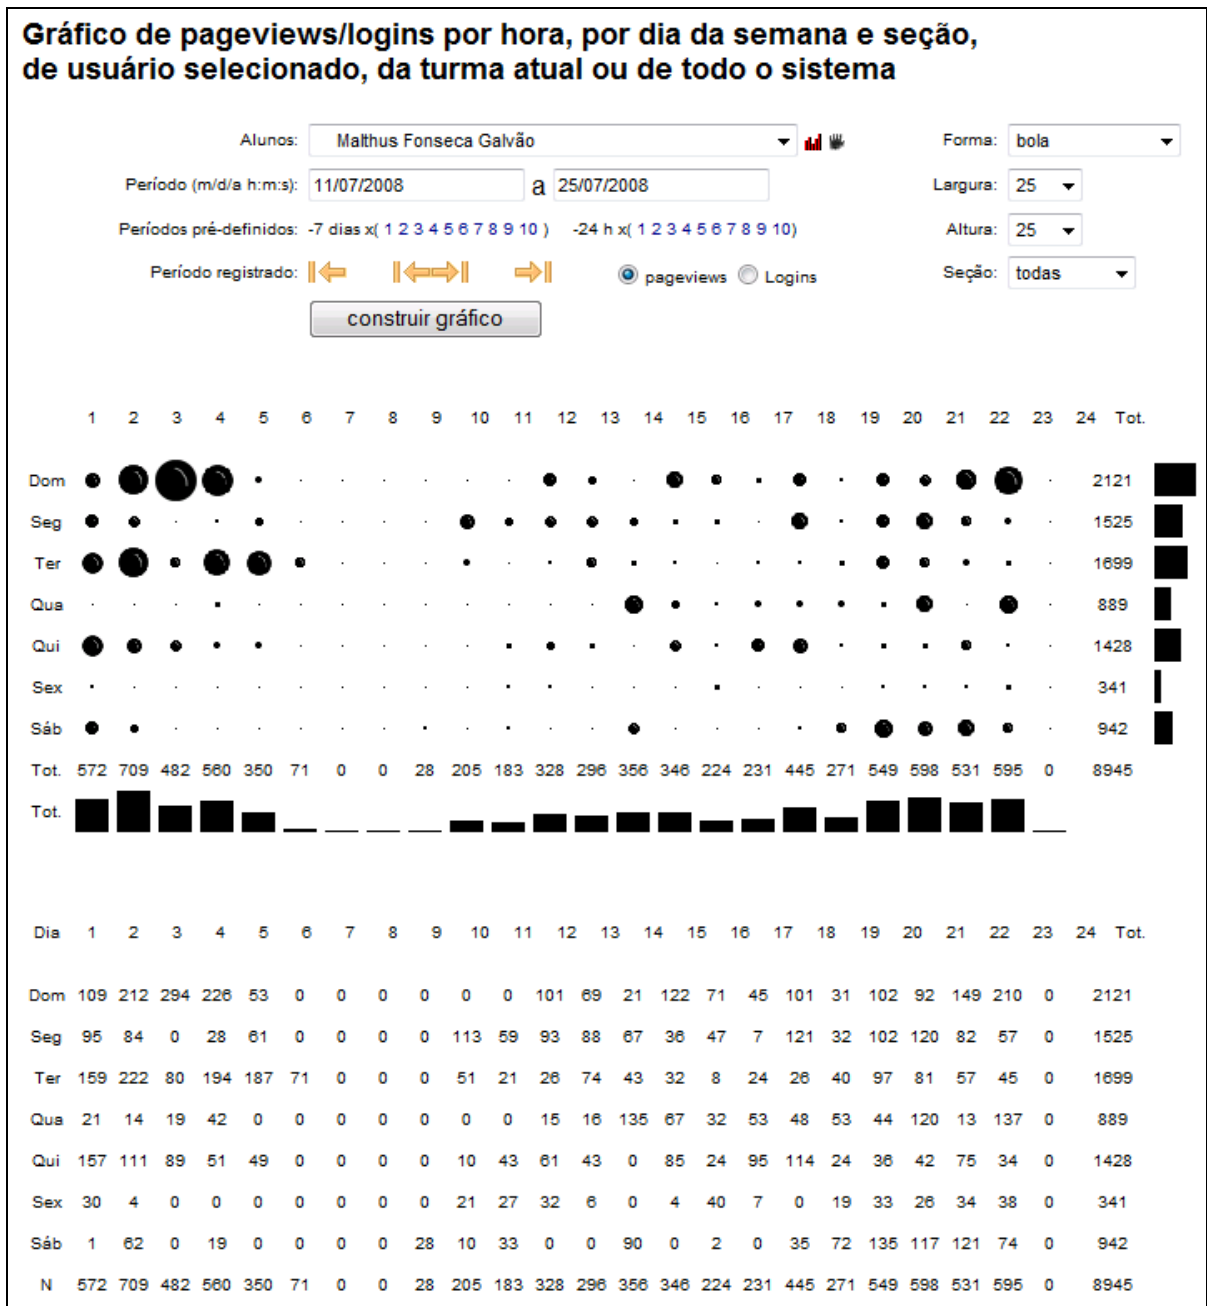 Gráfico de pageviews/logins por hora, por dia da semana e seção,
de usuário selecionado, da turma atual ou de todo o sistema
Alunos: Malthus Fonseca Galvão Forma: bola
Período (m/d/a h:m:s): 11/07/2008 a 25/07/2008 Largura: 25
Períodos pré-definidos: -7 dias x( 1 2 3 4 5 6 7 8 9 10 ) -24 h x( 1 2 3 4 5 6 7 8 9 10) Altura: 25
Período registrado: pageviews Logins Seção: todas
construir gráfico
1 2 3 4 5 6 7 8 9 10 11 12 13 14 15 16 17 18 19 20 21 22 23 24 Tot.
Dom 2121
Seg 1525
Ter 1699
Qua 889
Qui 1428
Sex 341
Sáb 942
Tot. 572 709 482 560 350 71 0 0 28 205 183 328 296 356 346 224 231 445 271 549 598 531 595 0 8945
Tot.
Dia 1 2 3 4 5 6 7 8 9 10 11 12 13 14 15 16 17 18 19 20 21 22 23 24 Tot.
Dom 109 212 294 226 53 0 0 0 0 0 0 101 69 21 122 71 45 101 31 102 92 149 210 0 2121
Seg 95 84 0 28 61 0 0 0 0 113 59 93 88 67 36 47 7 121 32 102 120 82 57 0 1525
Ter 159 222 80 194 187 71 0 0 0 51 21 26 74 43 32 8 24 26 40 97 81 57 45 0 1699
Qua 21 14 19 42 0 0 0 0 0 0 0 15 16 135 67 32 53 48 53 44 120 13 137 0 889
Qui 157 111 89 51 49 0 0 0 0 10 43 61 43 0 85 24 95 114 24 36 42 75 34 0 1428
Sex 30 4 0 0 0 0 0 0 0 21 27 32 6 0 4 40 7 0 19 33 26 34 38 0 341
Sáb 1 62 0 19 0 0 0 0 28 10 33 0 0 90 0 2 0 35 72 135 117 121 74 0 942
N 572 709 482 560 350 71 0 0 28 205 183 328 296 356 346 224 231 445 271 549 598 531 595 0 8945